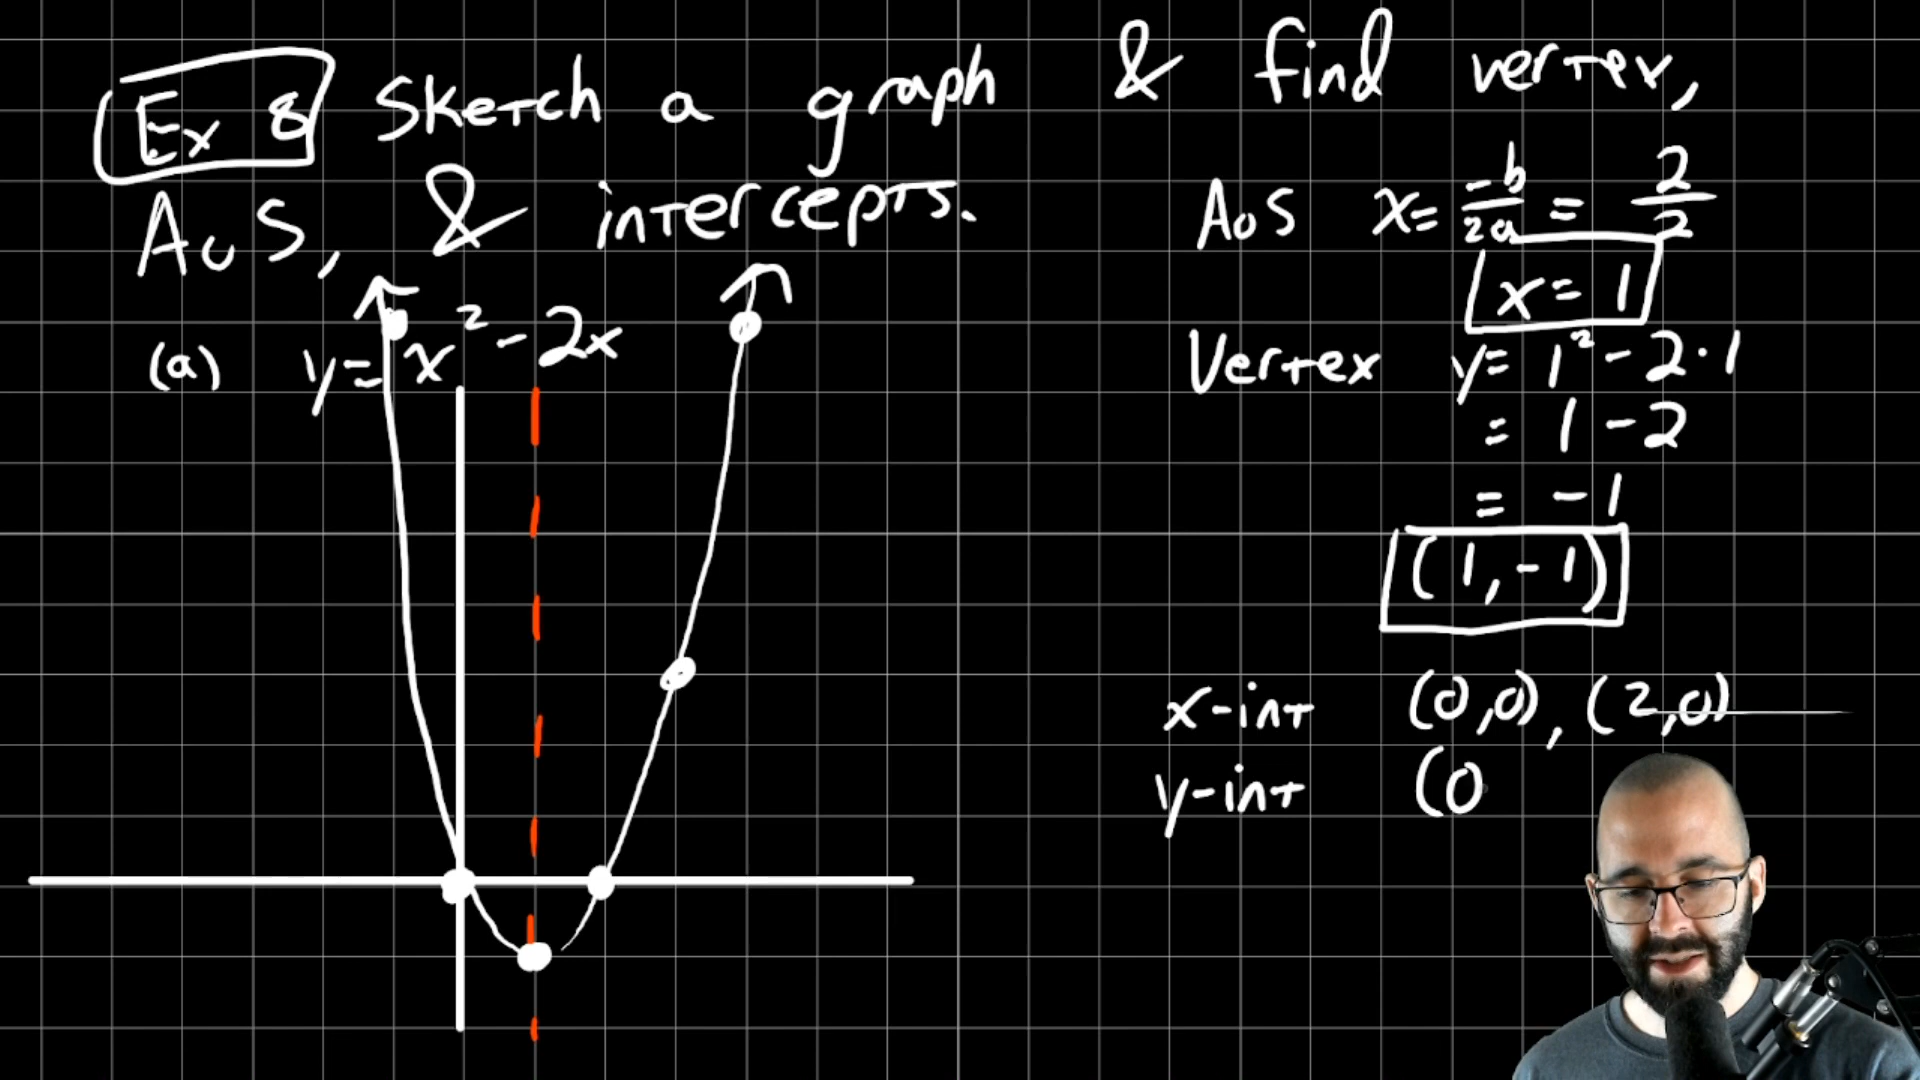 Ex 8 Sketch a graph & find vertex,
AoS, & intercepts.
(a) y = x² - 2x
AoS x = -b/2a = 2/2
x = 1
Vertex y = 1² - 2·1
= 1 - 2
= -1
(1, -1)
x-int (0,0), (2,0)
y-int (0